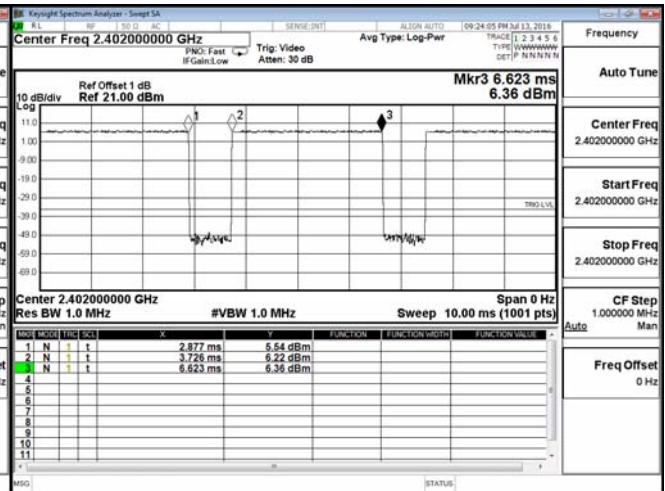 Keysight Spectrum Analyzer - Swept SA
RL RF 50 Ω AC SENSE:INT ALIGN AUTO 09:24:05 PM Jul 13, 2016
Center Freq 2.402000000 GHz
PNO: Fast
IFGain:Low
Trig: Video
Atten: 30 dB
Avg Type: Log-Pwr
TRACE 1 2 3 4 5 6
TYPE WWWWWW
DET P NNNNN
Ref Offset 1 dB
Ref 21.00 dBm
10 dB/div
Log
Mkr3 6.623 ms
6.36 dBm
11.0
1.00
-9.00
-19.0
-29.0
-39.0
-49.0
-59.0
-69.0
1
2
3
TRIG LVL
Center 2.402000000 GHz
Span 0 Hz
Res BW 1.0 MHz
#VBW 1.0 MHz
Sweep 10.00 ms (1001 pts)
MKR MODE TRC SCL X Y FUNCTION FUNCTION WIDTH FUNCTION VALUE
1 N 1 t 2.877 ms 5.54 dBm
2 N 1 t 3.726 ms 6.22 dBm
3 N 1 t 6.623 ms 6.36 dBm
4
5
6
7
8
9
10
11
MSG
STATUS
Frequency
Auto Tune
Center Freq
2.402000000 GHz
Start Freq
2.402000000 GHz
Stop Freq
2.402000000 GHz
CF Step
1.000000 MHz
Auto Man
Freq Offset
0 Hz